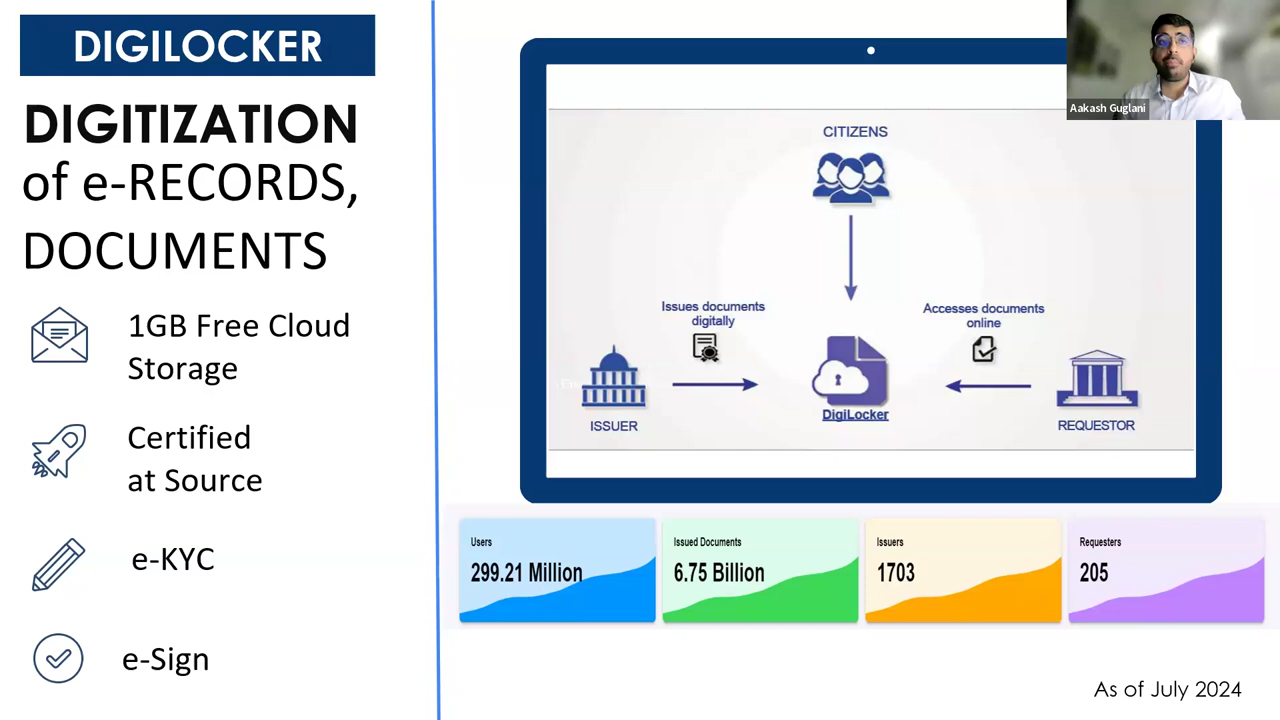 DIGILOCKER
DIGITIZATION
of e-RECORDS,
DOCUMENTS
1GB Free Cloud
Storage
Certified
at Source
e-KYC
e-Sign
Aakash Guglani
CITIZENS
Issues documents
digitally
Accesses documents
online
DigiLocker
ISSUER
REQUESTOR
Users
299.21 Million
Issued Documents
6.75 Billion
Issuers
1703
Requesters
205
As of July 2024